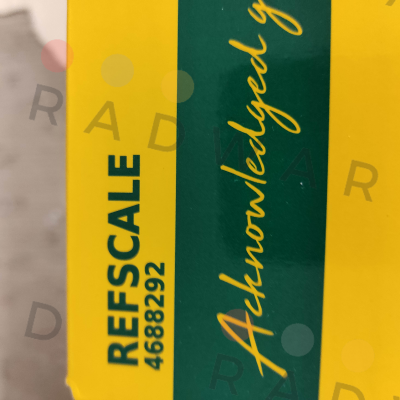 REFSCALE
4688292
Acknowledged g
RADWAR